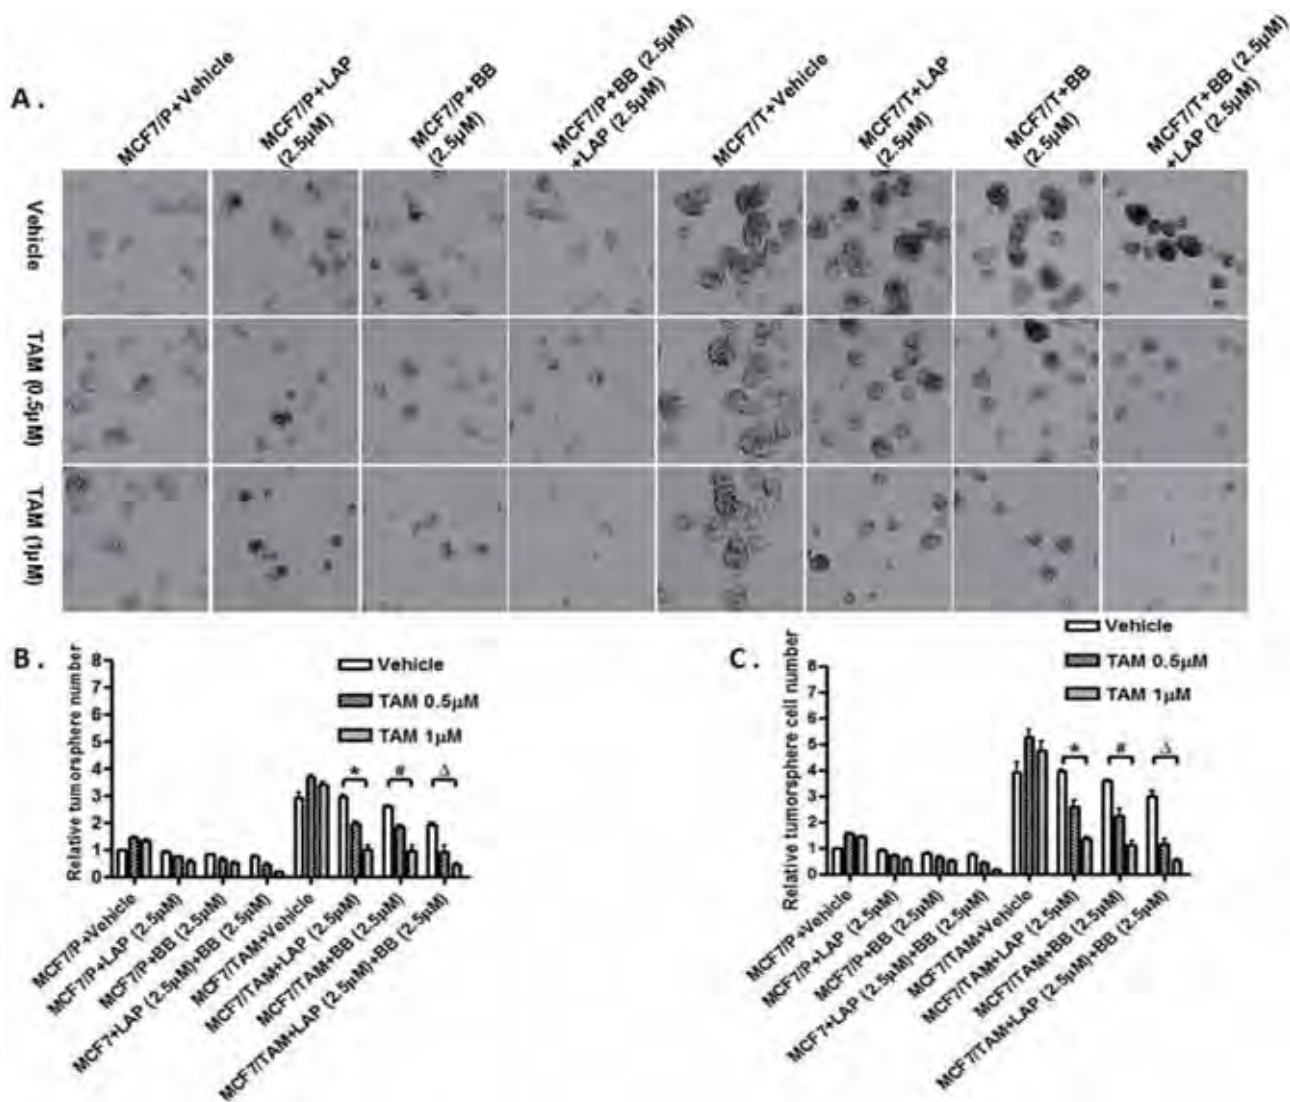 A.
MCF7/P+Vehicle
MCF7/P+LAP
(2.5µM)
MCF7/P+BB
(2.5µM)
MCF7/P+BB (2.5µM)
+LAP (2.5µM)
MCF7/T+Vehicle
MCF7/T+LAP
(2.5µM)
MCF7/T+BB
(2.5µM)
MCF7/T+BB (2.5µM)
+LAP (2.5µM)
Vehicle
TAM
(0.5µM)
TAM (1µM)
B.
Relative tumorsphere number
8
7
6
5
4
3
2
1
0
Vehicle
TAM 0.5µM
TAM 1µM
*
#
Δ
MCF7/P+Vehicle
MCF7/P+LAP (2.5µM)
MCF7/P+BB (2.5µM)
MCF7+LAP (2.5µM)+BB (2.5µM)
MCF7/TAM+Vehicle
MCF7/TAM+LAP (2.5µM)
MCF7/TAM+BB (2.5µM)
MCF7/TAM+LAP (2.5µM)+BB (2.5µM)
C.
Relative tumorsphere cell number
8
7
6
5
4
3
2
1
0
Vehicle
TAM 0.5µM
TAM 1µM
*
#
Δ
MCF7/P+Vehicle
MCF7/P+LAP (2.5µM)
MCF7/P+BB (2.5µM)
MCF7+LAP (2.5µM)+BB (2.5µM)
MCF7/TAM+Vehicle
MCF7/TAM+LAP (2.5µM)
MCF7/TAM+BB (2.5µM)
MCF7/TAM+LAP (2.5µM)+BB (2.5µM)